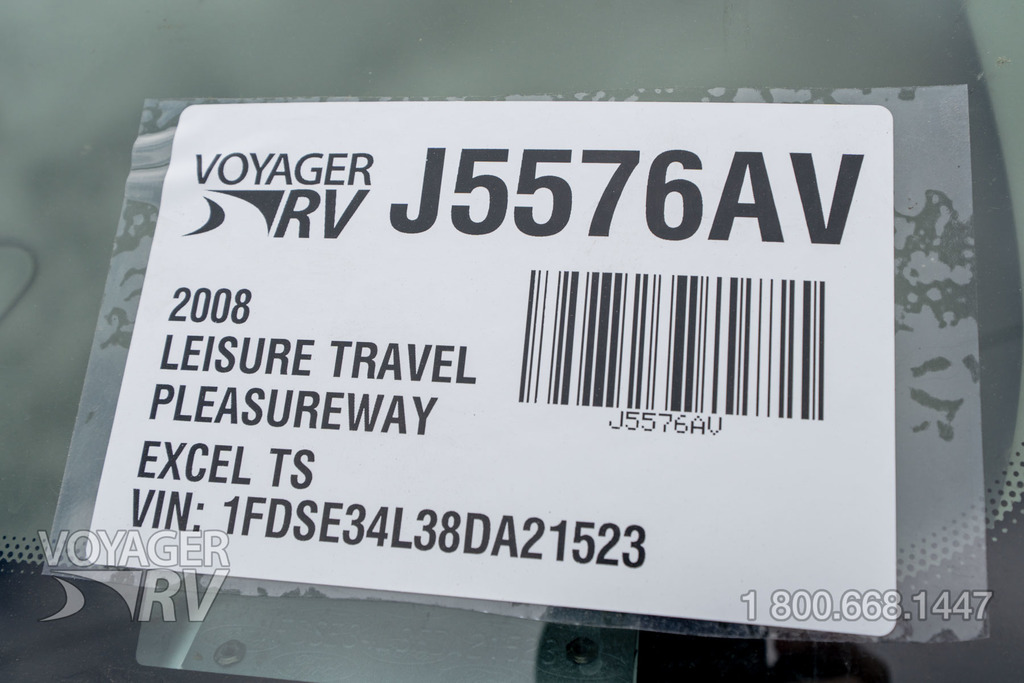 VOYAGER RV J5576AV
2008
LEISURE TRAVEL
PLEASUREWAY
J5576AV
EXCEL TS
VIN: 1FDSE34L38DA21523
VOYAGER
RV
1 800.668.1447